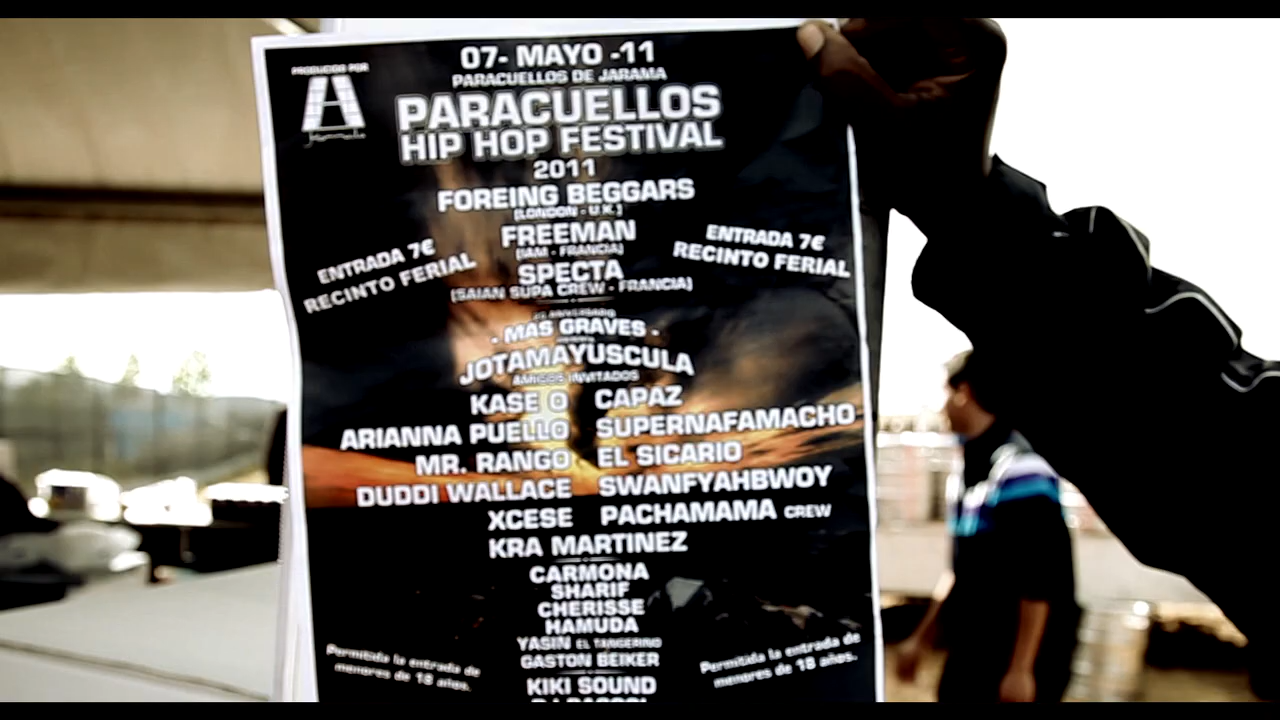 07- MAYO -11
PRODUCIDO POR
PARACUELLOS DE JARAMA
PARACUELLOS
HIP HOP FESTIVAL
2011
FOREING BEGGARS
[LONDON - U.K.]
FREEMAN
[IAM - FRANCIA]
ENTRADA 7€
RECINTO FERIAL
ENTRADA 7€
RECINTO FERIAL
SPECTA
[SAIAN SUPA CREW - FRANCIA]
ANIVERSARIO
- MAS GRAVES -
JOTAMAYUSCULA
AMIGOS INVITADOS
KASE O CAPAZ
ARIANNA PUELLO SUPERNAFAMACHO
MR. RANGO EL SICARIO
DUDDI WALLACE SWANFYAHBWOY
XCESE PACHAMAMA CREW
KRA MARTINEZ
CARMONA
SHARIF
CHERISSE
HAMUDA
YASIN EL TANGERINO
GASTON BEIKER
KIKI SOUND
Permitida la entrada de
menores de 18 años.
Permitida la entrada de
menores de 18 años.